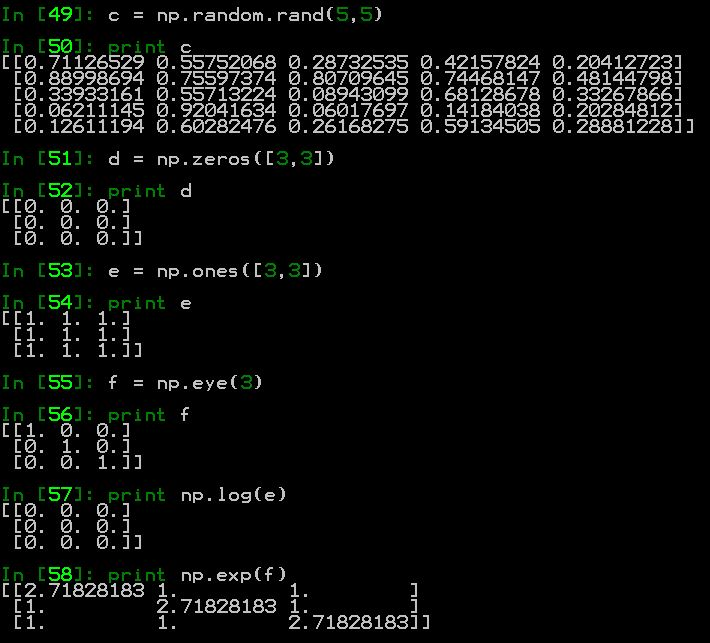 In [49]: c = np.random.rand(5,5)
In [50]: print c
[[0.71126529 0.55752068 0.28732535 0.42157824 0.20412723]
 [0.88998694 0.75597374 0.80709645 0.74468147 0.48144798]
 [0.33933161 0.55713224 0.08943099 0.68128678 0.33267866]
 [0.06211145 0.92041634 0.06017697 0.14184038 0.20284812]
 [0.12611194 0.60282476 0.26168275 0.59134505 0.28881228]]
In [51]: d = np.zeros([3,3])
In [52]: print d
[[0. 0. 0.]
 [0. 0. 0.]
 [0. 0. 0.]]
In [53]: e = np.ones([3,3])
In [54]: print e
[[1. 1. 1.]
 [1. 1. 1.]
 [1. 1. 1.]]
In [55]: f = np.eye(3)
In [56]: print f
[[1. 0. 0.]
 [0. 1. 0.]
 [0. 0. 1.]]
In [57]: print np.log(e)
[[0. 0. 0.]
 [0. 0. 0.]
 [0. 0. 0.]]
In [58]: print np.exp(f)
[[2.71828183 1.         1.        ]
 [1.         2.71828183 1.        ]
 [1.         1.         2.71828183]]